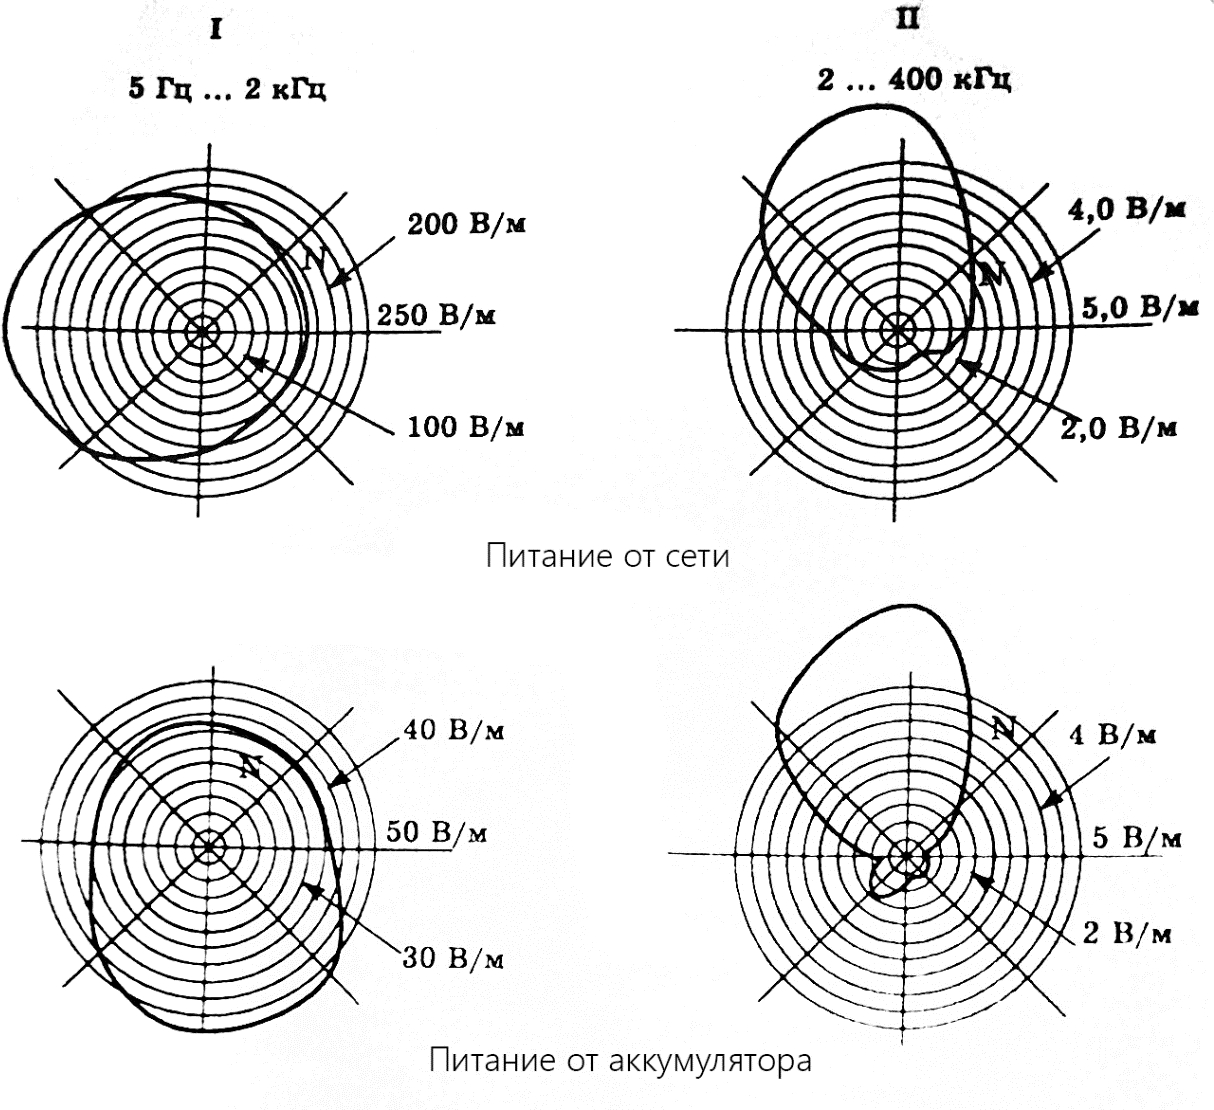 I
II
5 Гц ... 2 кГц
2 ... 400 кГц
200 В/м
N
250 В/м
100 В/м
4,0 В/м
N
5,0 В/м
2,0 В/м
Питание от сети
40 В/м
N
50 В/м
30 В/м
N
4 В/м
5 В/м
2 В/м
Питание от аккумулятора